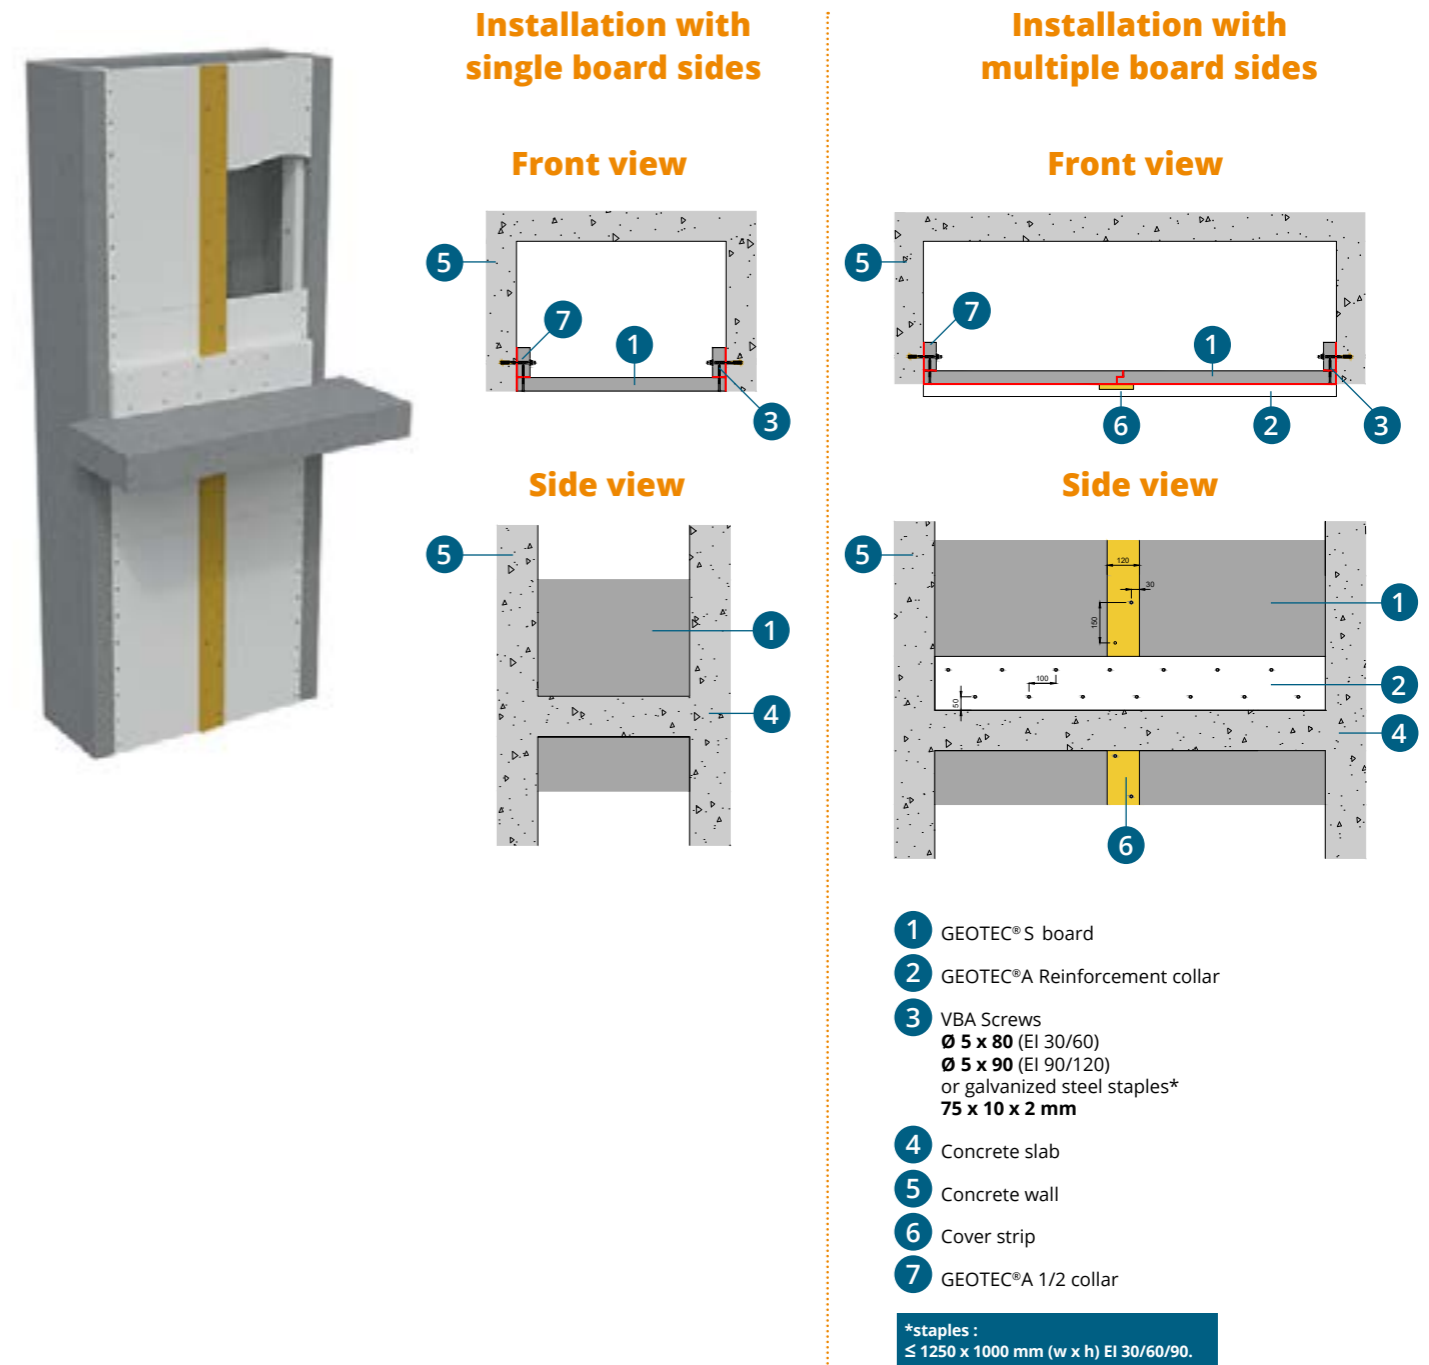 Installation with
single board sides
Front view
5
7
1
3
Side view
5
1
4
Installation with
multiple board sides
Front view
5
7
1
6
2
3
Side view
5
120
30
150
1
100
50
2
4
6
1 GEOTEC® S board
2 GEOTEC®A Reinforcement collar
3 VBA Screws
Ø 5 x 80 (EI 30/60)
Ø 5 x 90 (EI 90/120)
or galvanized steel staples*
75 x 10 x 2 mm
4 Concrete slab
5 Concrete wall
6 Cover strip
7 GEOTEC®A 1/2 collar
*staples :
≤ 1250 x 1000 mm (w x h) EI 30/60/90.